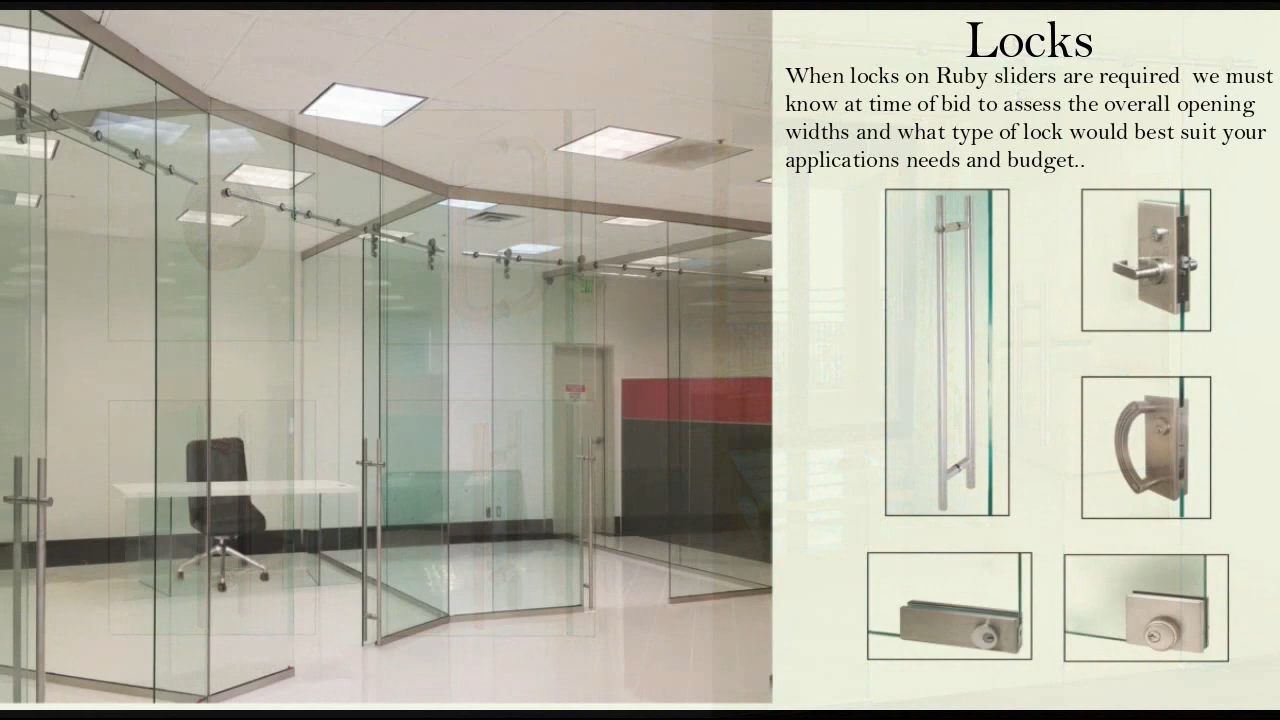 Locks
When locks on Ruby sliders are required  we must
know at time of bid to assess the overall opening
widths and what type of lock would best suit your
applications needs and budget..